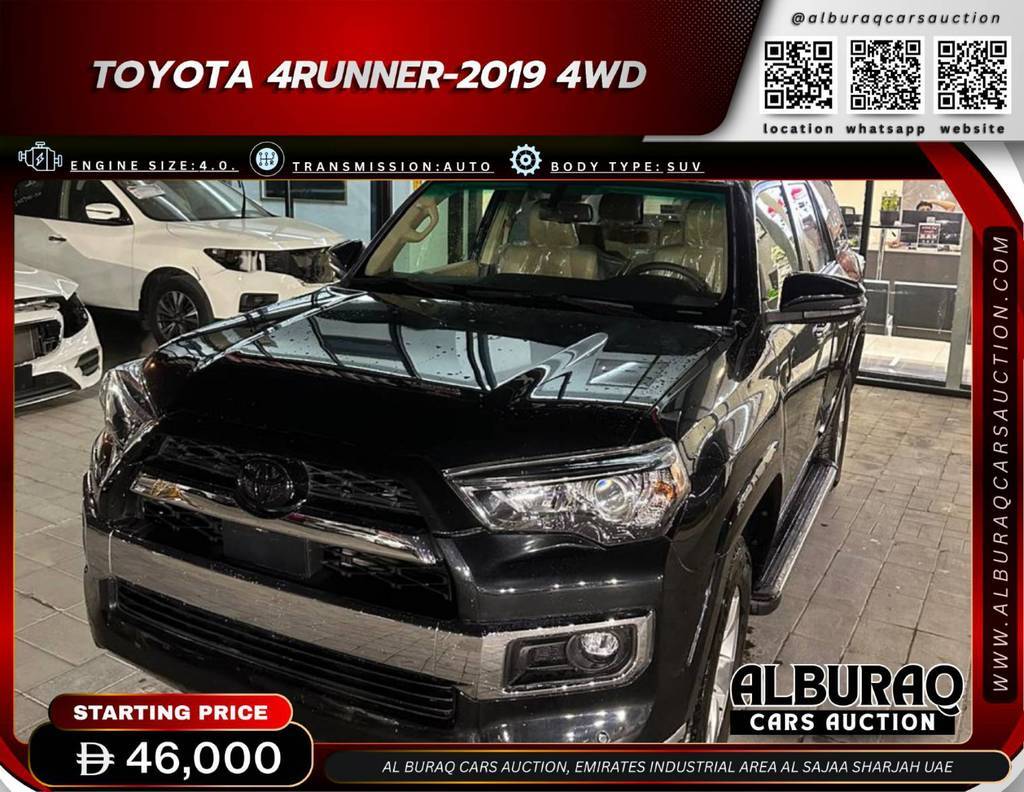 @alburaqcarsauction
TOYOTA 4RUNNER-2019 4WD
location whatsapp website
ENGINE SIZE:4.0. TRANSMISSION:AUTO BODY TYPE: SUV
WWW.ALBURAQCARSAUCTION.COM
ALBURAQ
CARS AUCTION
STARTING PRICE
46,000
AL BURAQ CARS AUCTION, EMIRATES INDUSTRIAL AREA AL SAJAA SHARJAH UAE